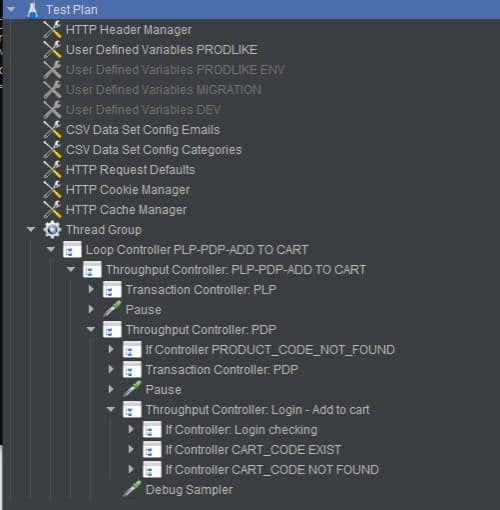 Test Plan
HTTP Header Manager
User Defined Variables PRODLIKE
User Defined Variables PRODLIKE ENV
User Defined Variables MIGRATION
User Defined Variables DEV
CSV Data Set Config Emails
CSV Data Set Config Categories
HTTP Request Defaults
HTTP Cookie Manager
HTTP Cache Manager
Thread Group
Loop Controller PLP-PDP-ADD TO CART
Throughput Controller: PLP-PDP-ADD TO CART
Transaction Controller: PLP
Pause
Throughput Controller: PDP
If Controller PRODUCT_CODE_NOT_FOUND
Transaction Controller: PDP
Pause
Throughput Controller: Login - Add to cart
If Controller: Login checking
If Controller CART_CODE EXIST
If Controller CART_CODE NOT FOUND
Debug Sampler